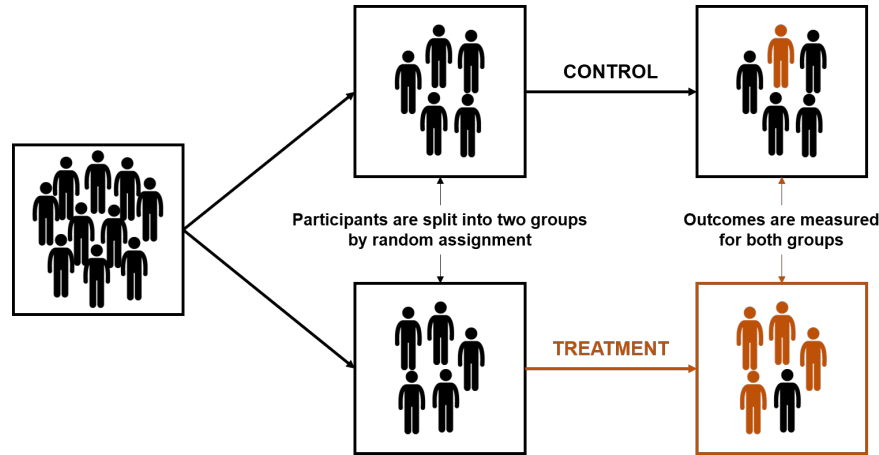 CONTROL
Participants are split into two groups
by random assignment
Outcomes are measured
for both groups
TREATMENT